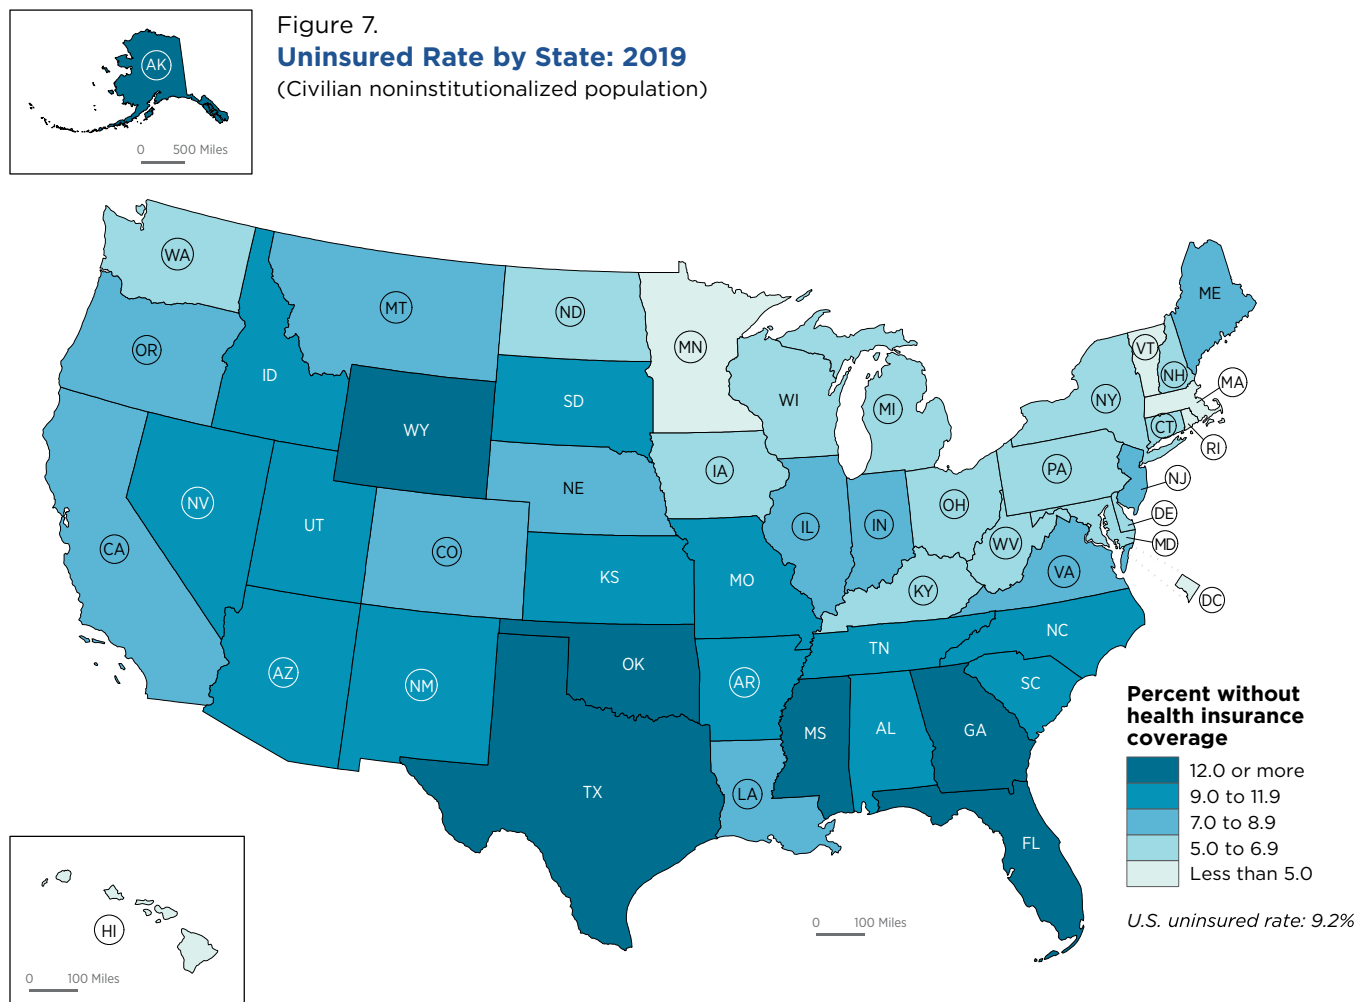 Figure 7.
Uninsured Rate by State: 2019
(Civilian noninstitutionalized population)
AK
0 500 Miles
WA
MT
ND
MN
ME
OR
ID
WY
SD
WI
MI
NY
VT
NH
MA
CT
RI
NV
UT
CO
NE
IA
IL
IN
OH
PA
NJ
DE
MD
WV
VA
DC
CA
KS
MO
KY
AZ
NM
OK
AR
TN
NC
SC
MS
AL
GA
TX
LA
FL
HI
0 100 Miles
0 100 Miles
Percent without
health insurance
coverage
12.0 or more
9.0 to 11.9
7.0 to 8.9
5.0 to 6.9
Less than 5.0
U.S. uninsured rate: 9.2%